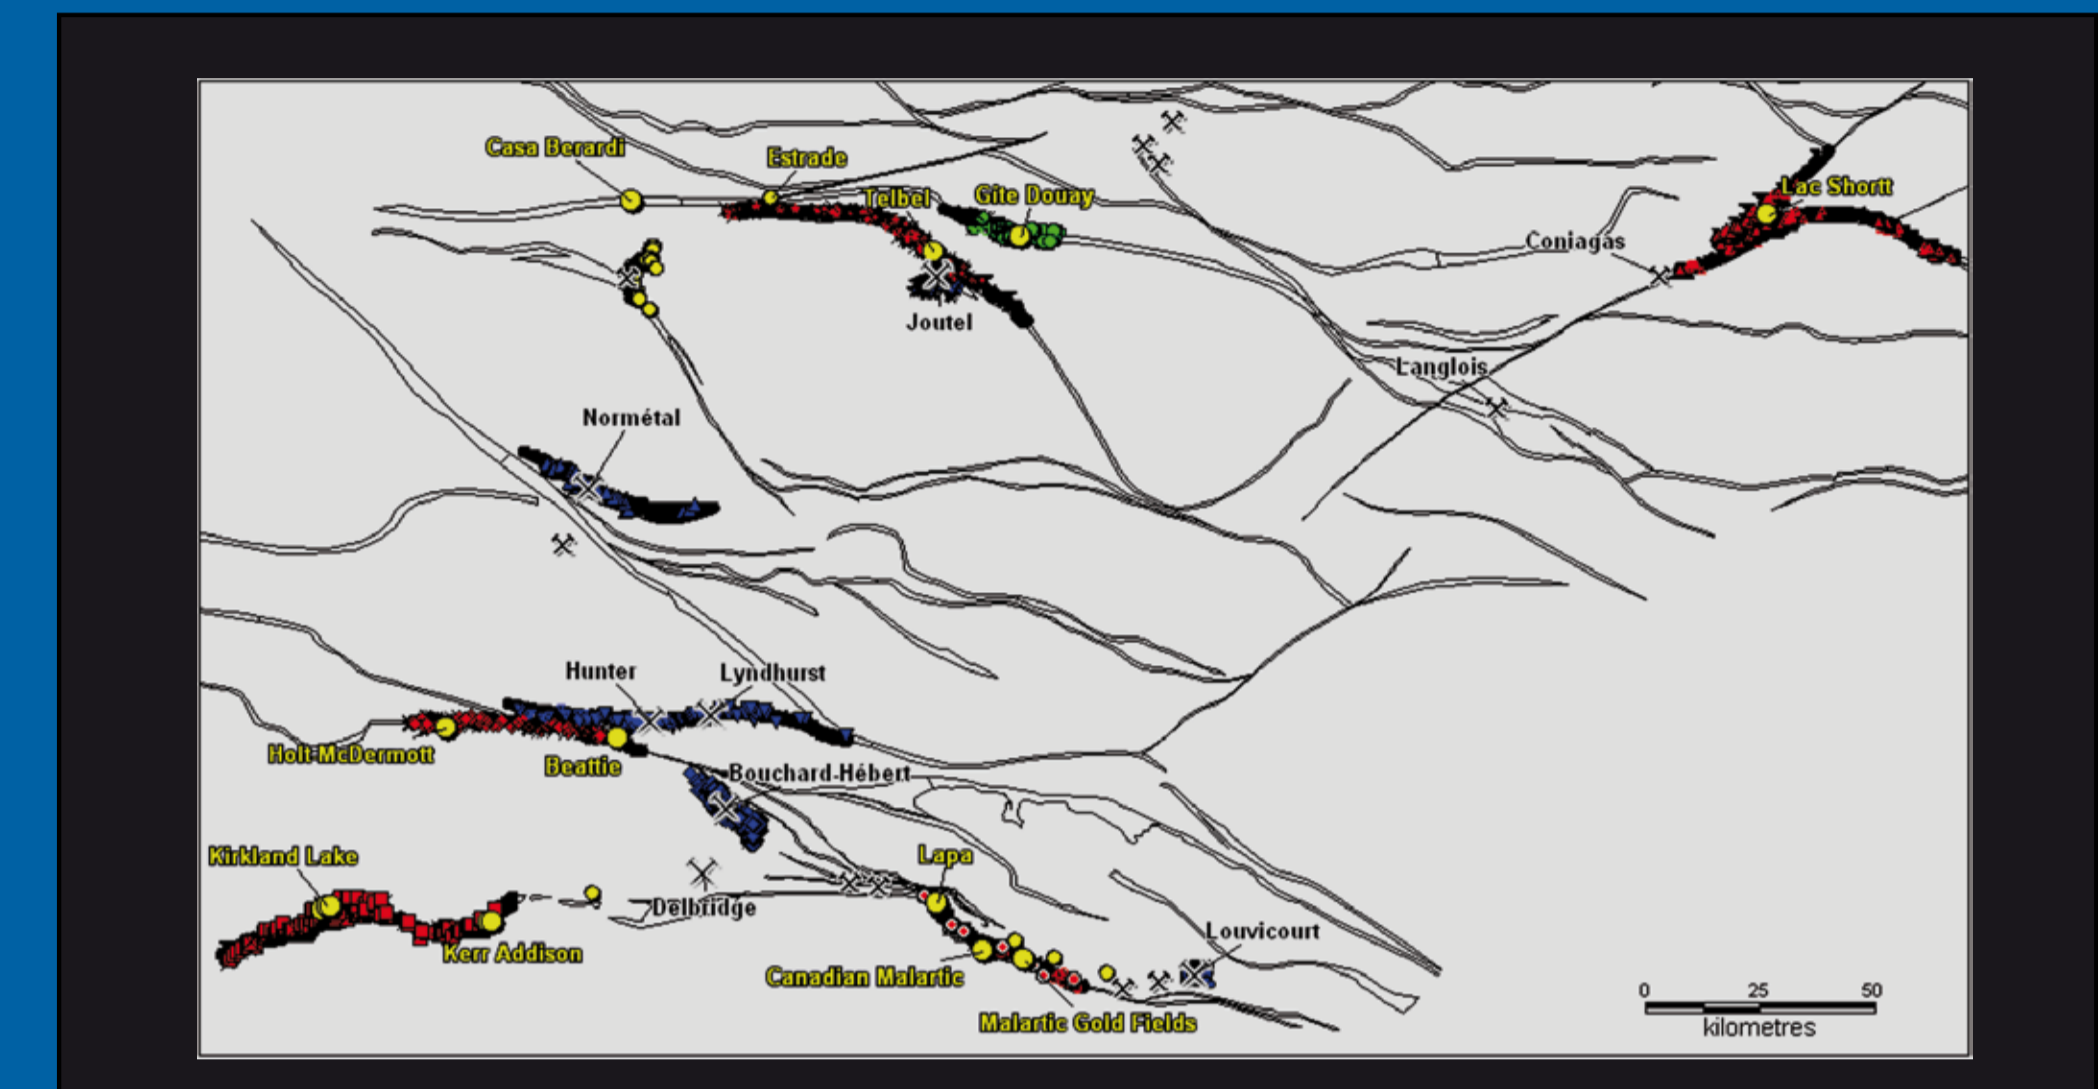 Casa Berardi
Estrade
Telbel
Gîte Douay
Lac Shortt
Coniagas
Joutel
Langlois
Normétal
Hunter
Lyndhurst
Holt-McDermott
Beattie
Bouchard-Hébert
Kirkland Lake
Lapa
Delbridge
Louvicourt
Kerr Addison
Canadian Malartic
Malartic Gold Fields
0 25 50
kilometres